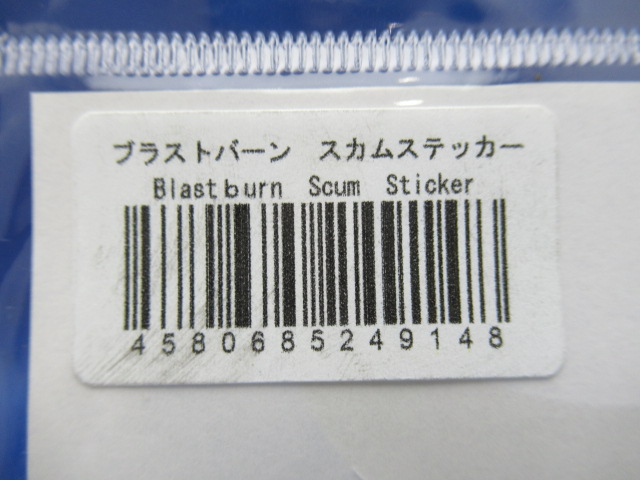 ブラストバーン　スカムステッカー
Blastburn Scum Sticker
4580685249148